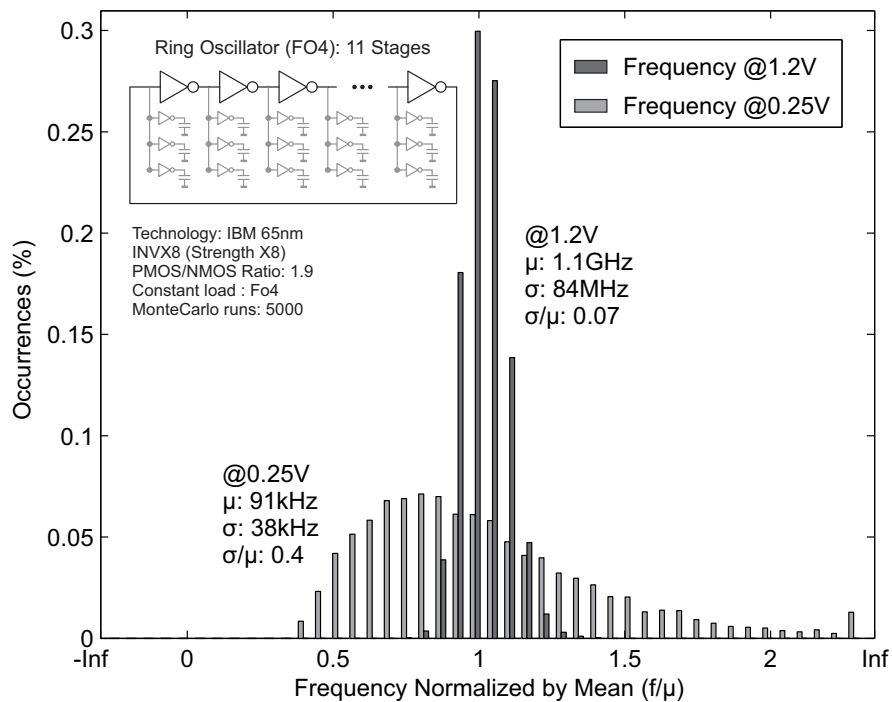 0.3
0.25
0.2
0.15
0.1
0.05
0
Occurrences (%)
Ring Oscillator (FO4): 11 Stages
Technology: IBM 65nm
INVX8 (Strength X8)
PMOS/NMOS Ratio: 1.9
Constant load : Fo4
MonteCarlo runs: 5000
Frequency @1.2V
Frequency @0.25V
@1.2V
μ: 1.1GHz
σ: 84MHz
σ/μ: 0.07
@0.25V
μ: 91kHz
σ: 38kHz
σ/μ: 0.4
-Inf 0 0.5 1 1.5 2 Inf
Frequency Normalized by Mean (f/μ)